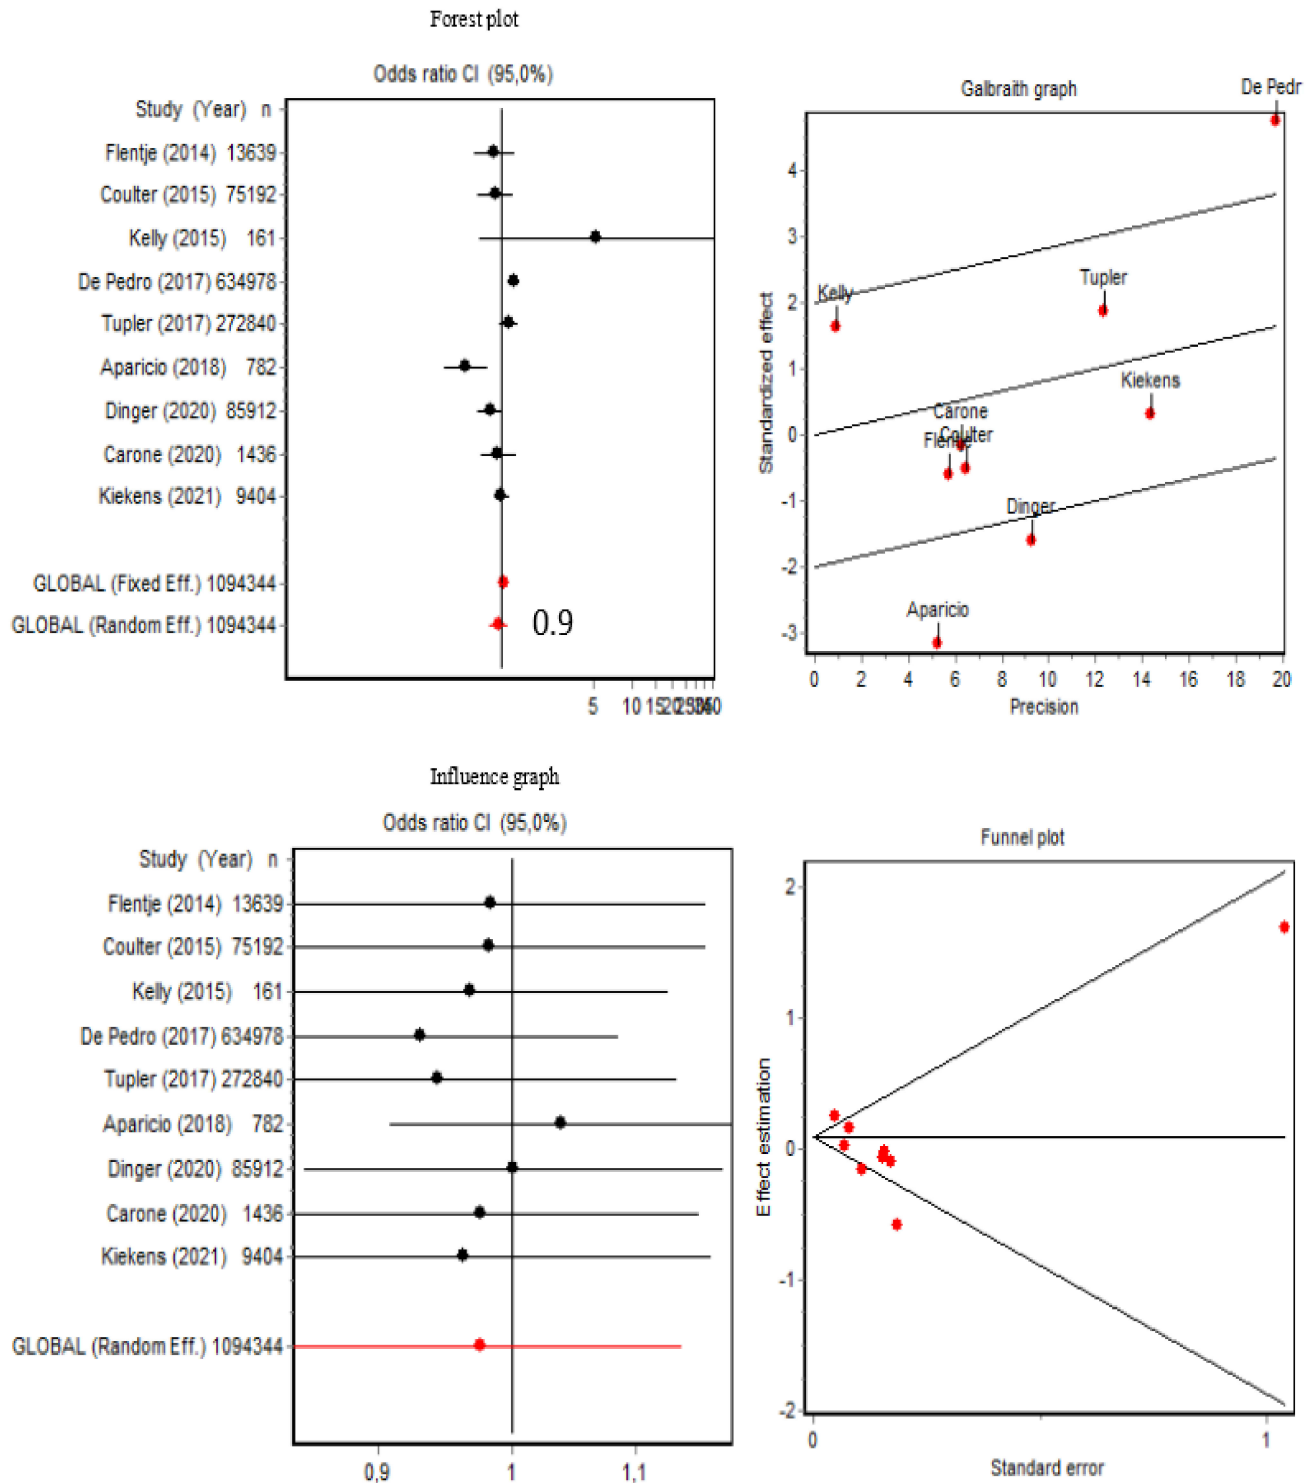 Forest plot
Odds ratio CI (95,0%)
Study (Year) n
Flentje (2014) 13639
Coulter (2015) 75192
Kelly (2015) 161
De Pedro (2017) 634978
Tupler (2017) 272840
Aparicio (2018) 782
Dinger (2020) 85912
Carone (2020) 1436
Kiekens (2021) 9404
GLOBAL (Fixed Eff.) 1094344
GLOBAL (Random Eff.) 1094344
0.9
5 10 15
Galbraith graph
De Pedr
Tupler
Kelly
Kiekens
Carone
Coulter
Dinger
Aparicio
Standardized effect
4
3
2
1
0
-1
-2
-3
0 2 4 6 8 10 12 14 16 18 20
Precision
Influence graph
Odds ratio CI (95,0%)
Study (Year) n
Flentje (2014) 13639
Coulter (2015) 75192
Kelly (2015) 161
De Pedro (2017) 634978
Tupler (2017) 272840
Aparicio (2018) 782
Dinger (2020) 85912
Carone (2020) 1436
Kiekens (2021) 9404
GLOBAL (Random Eff.) 1094344
0,9 1 1,1
Funnel plot
Effect estimation
2
1
0
-1
-2
0 1
Standard error